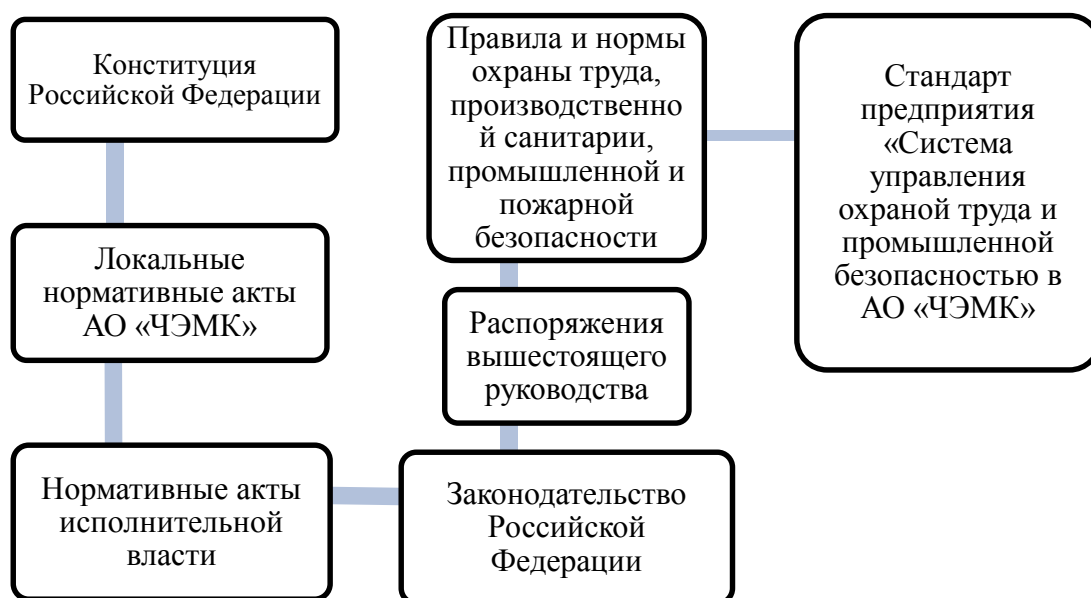 Конституция
Российской Федерации
Локальные
нормативные акты
АО «ЧЭМК»
Нормативные акты
исполнительной
власти
Законодательство
Российской
Федерации
Распоряжения
вышестоящего
руководства
Правила и нормы
охраны труда,
производственно
й санитарии,
промышленной и
пожарной
безопасности
Стандарт
предприятия
«Система
управления
охраной труда и
промышленной
безопасностью в
АО «ЧЭМК»